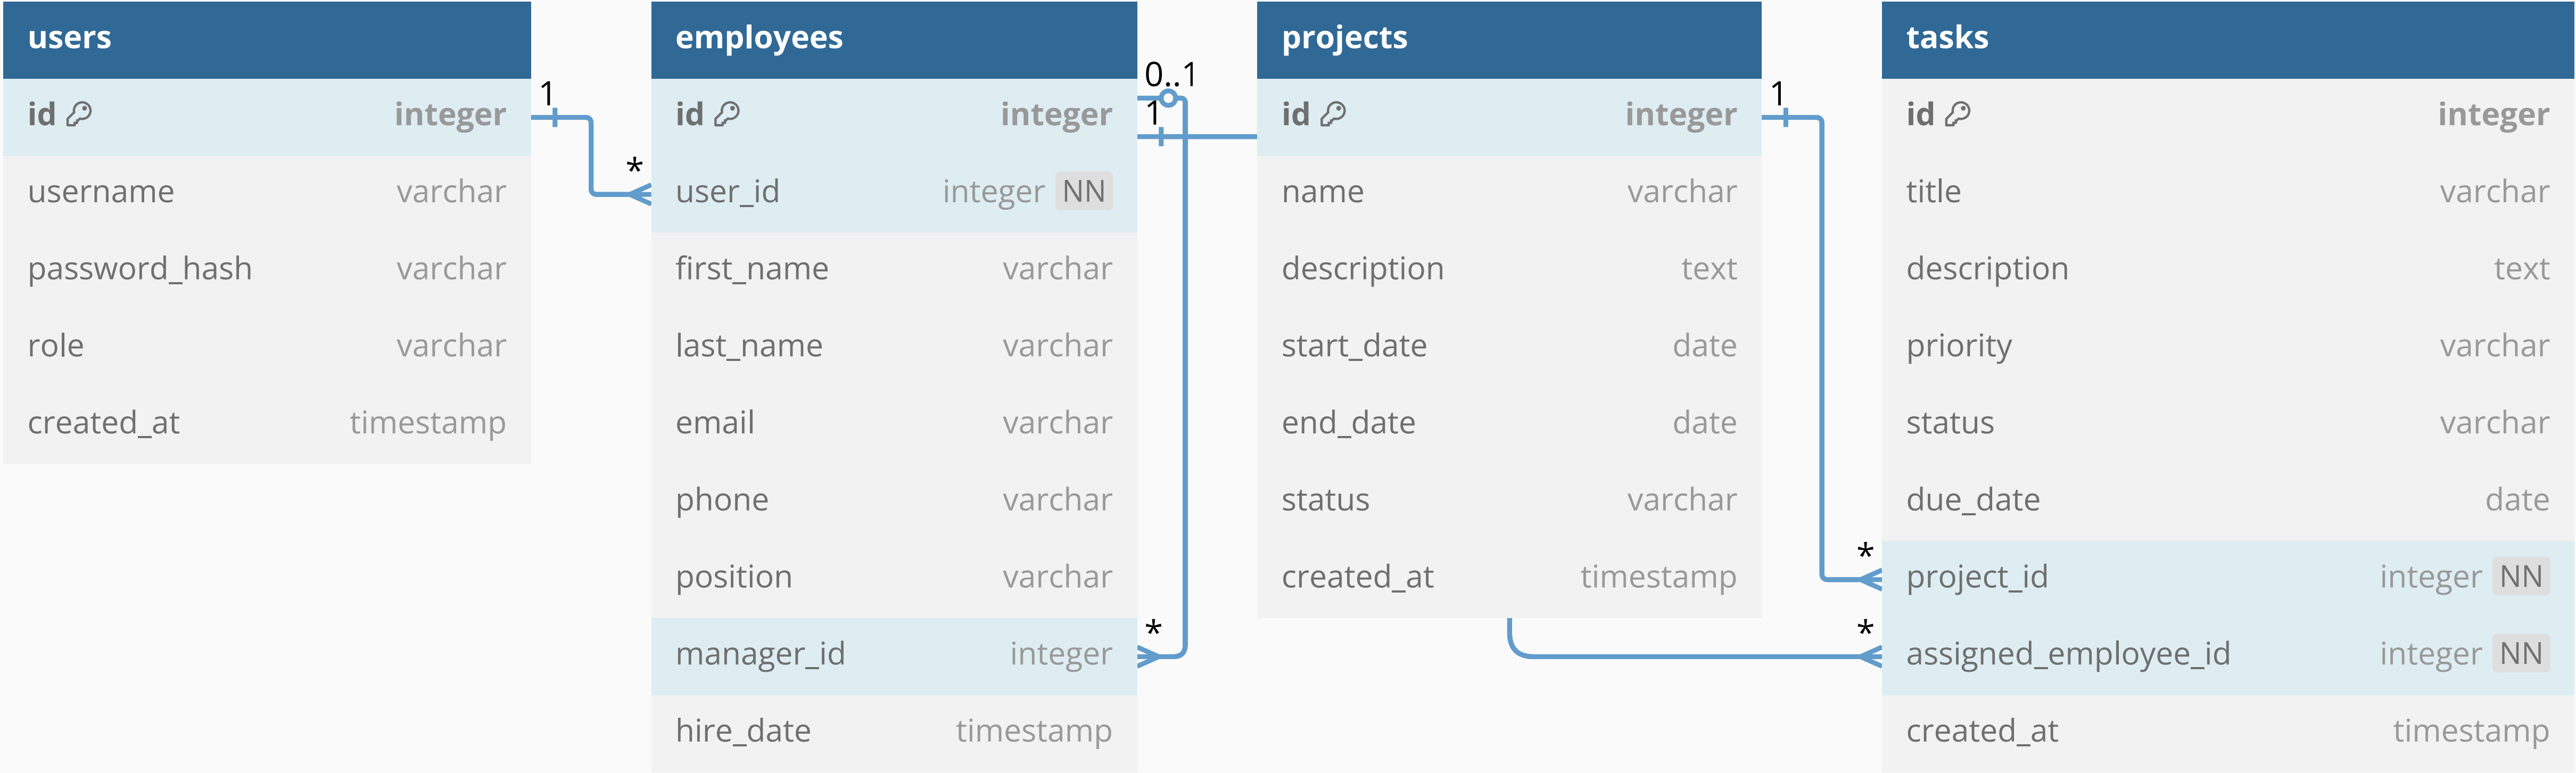 users
id integer
username varchar
password_hash varchar
role varchar
created_at timestamp
1
*
employees
id integer
user_id integer NN
first_name varchar
last_name varchar
email varchar
phone varchar
position varchar
manager_id integer
hire_date timestamp
0..1
1
*
projects
id integer
name varchar
description text
start_date date
end_date date
status varchar
created_at timestamp
1
*
*
tasks
id integer
title varchar
description text
priority varchar
status varchar
due_date date
project_id integer NN
assigned_employee_id integer NN
created_at timestamp